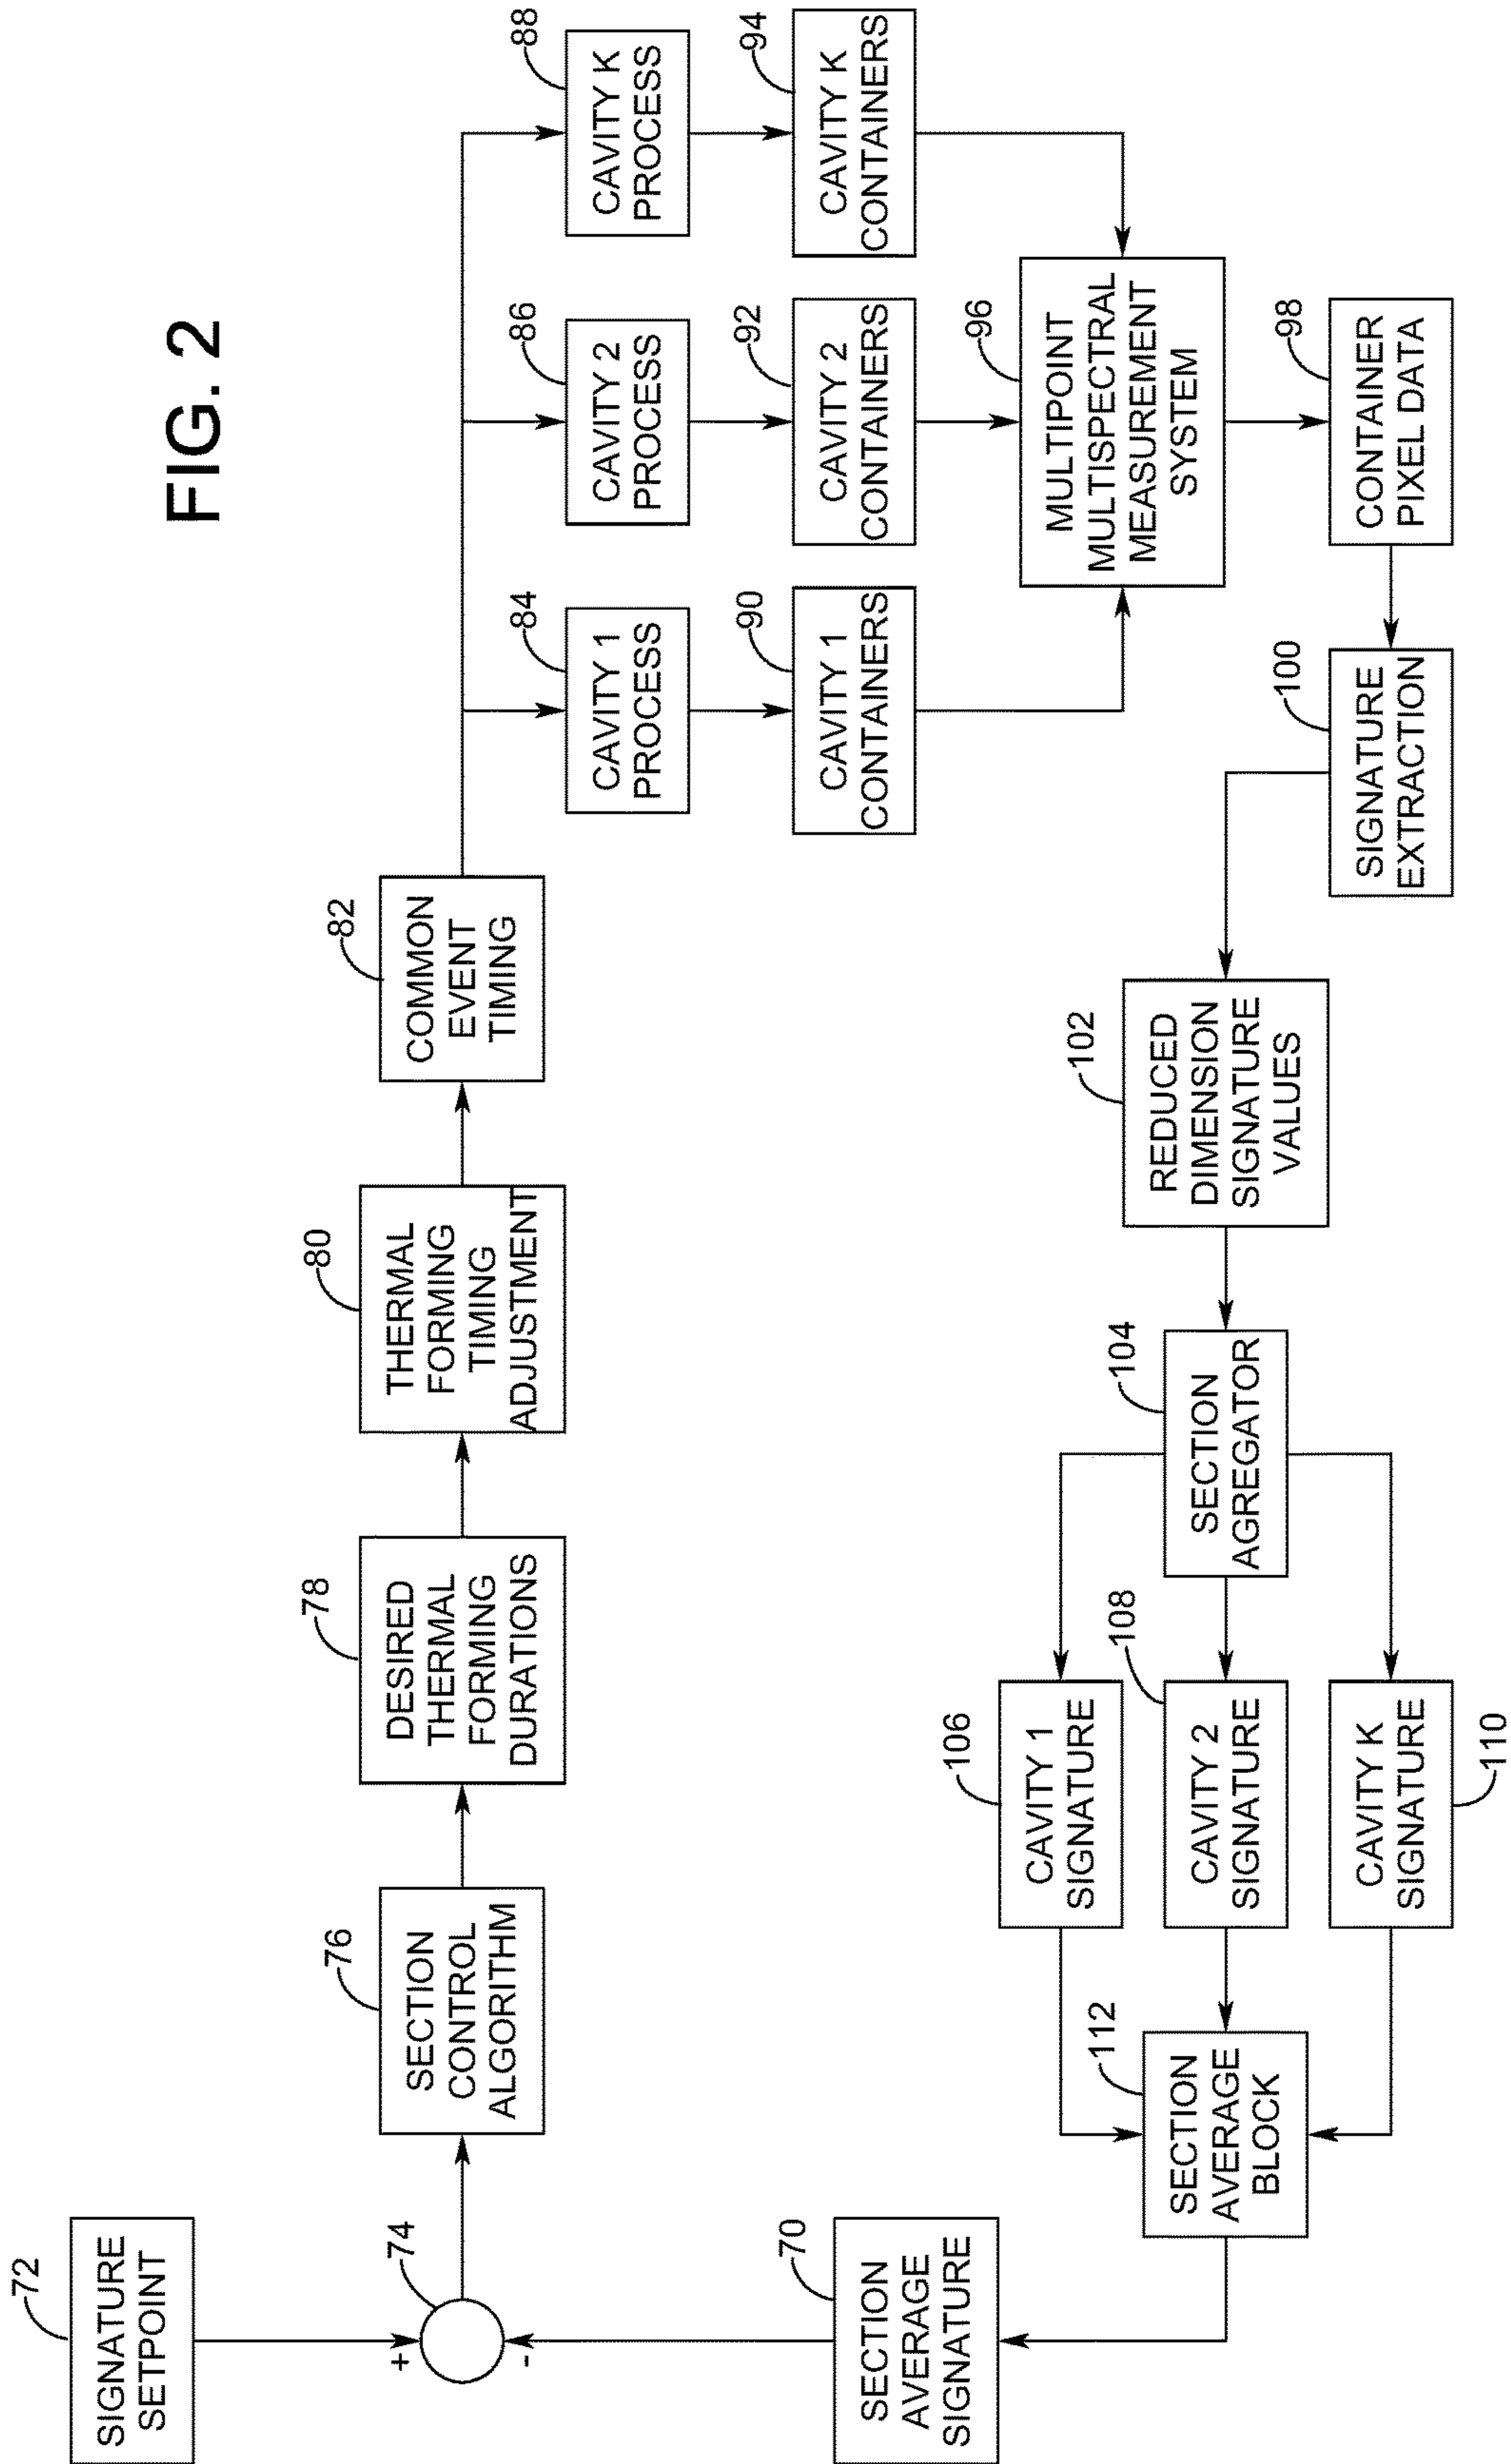 FIG. 2
72
SIGNATURE
SETPOINT
+
-
74
76
SECTION
CONTROL
ALGORITHM
78
DESIRED
THERMAL
FORMING
DURATIONS
80
THERMAL
FORMING
TIMING
ADJUSTMENT
82
COMMON
EVENT
TIMING
84
CAVITY 1
PROCESS
86
CAVITY 2
PROCESS
88
CAVITY K
PROCESS
90
CAVITY 1
CONTAINERS
92
CAVITY 2
CONTAINERS
94
CAVITY K
CONTAINERS
96
MULTIPOINT
MULTISPECTRAL
MEASUREMENT
SYSTEM
98
CONTAINER
PIXEL DATA
100
SIGNATURE
EXTRACTION
102
REDUCED
DIMENSION
SIGNATURE
VALUES
104
SECTION
AGREGATOR
106
CAVITY 1
SIGNATURE
108
CAVITY 2
SIGNATURE
110
CAVITY K
SIGNATURE
112
SECTION
AVERAGE
BLOCK
70
SECTION
AVERAGE
SIGNATURE